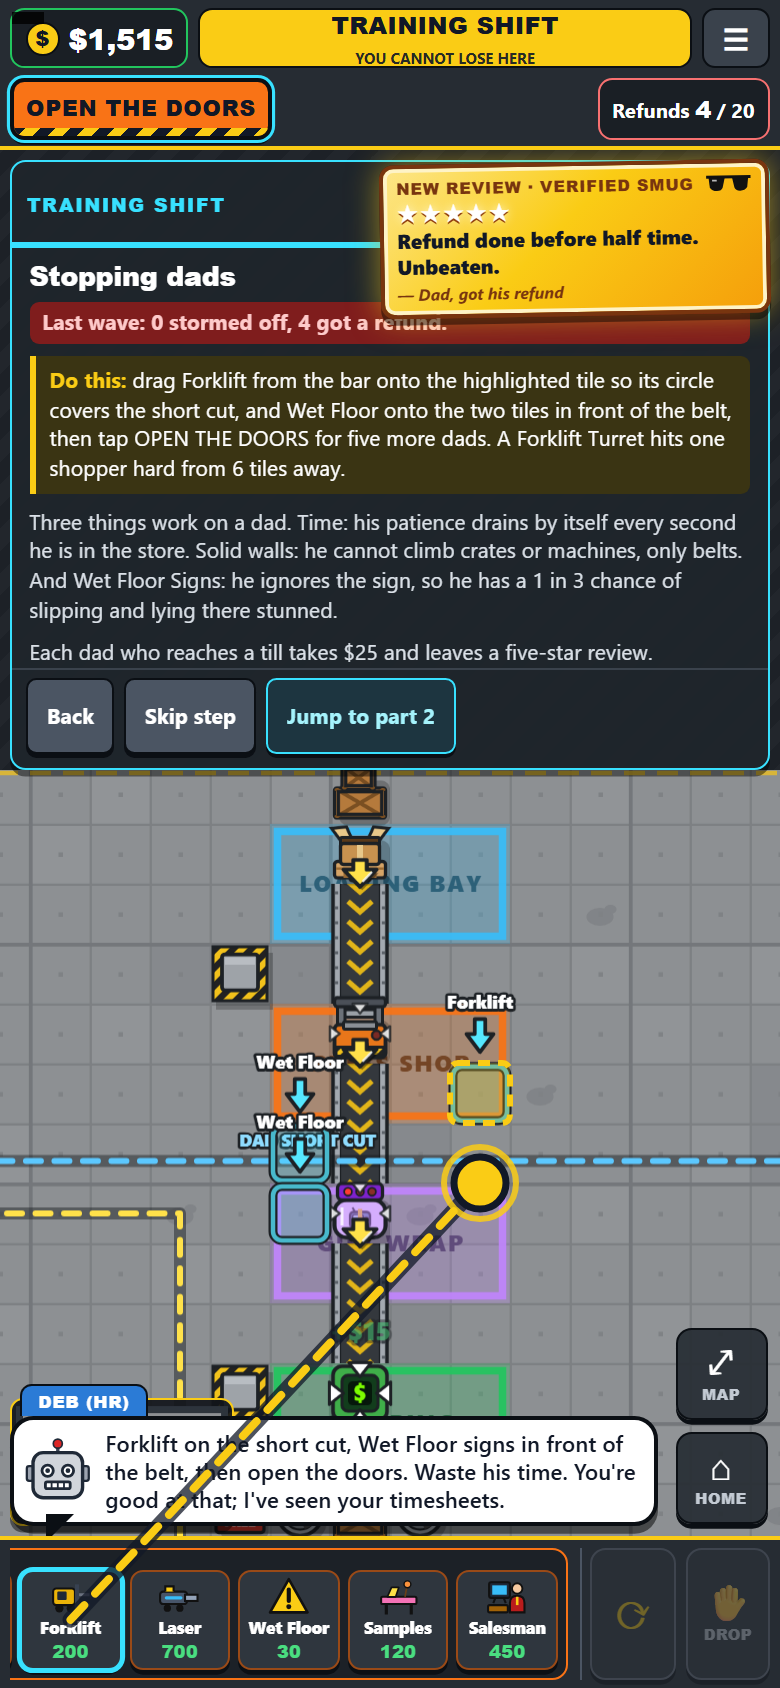 $1,515
TRAINING SHIFT
YOU CANNOT LOSE HERE
OPEN THE DOORS
Refunds 4 / 20
TRAINING SHIFT
NEW REVIEW · VERIFIED SMUG
Refund done before half time.
Unbeaten.
— Dad, got his refund
Stopping dads
Last wave: 0 stormed off, 4 got a refund.
Do this: drag Forklift from the bar onto the highlighted tile so its circle
covers the short cut, and Wet Floor onto the two tiles in front of the belt,
then tap OPEN THE DOORS for five more dads. A Forklift Turret hits one
shopper hard from 6 tiles away.
Three things work on a dad. Time: his patience drains by itself every second
he is in the store. Solid walls: he cannot climb crates or machines, only belts.
And Wet Floor Signs: he ignores the sign, so he has a 1 in 3 chance of
slipping and lying there stunned.
Each dad who reaches a till takes $25 and leaves a five-star review.
Back
Skip step
Jump to part 2
LOADING BAY
Forklift
SHOP
Wet Floor
Wet Floor
DAD SHORT CUT
WRAP
$15
$
MAP
DEB (HR)
Forklift on the short cut, Wet Floor signs in front of
the belt, then open the doors. Waste his time. You're
good at that; I've seen your timesheets.
HOME
Forklift
200
Laser
700
Wet Floor
30
Samples
120
Salesman
450
DROP